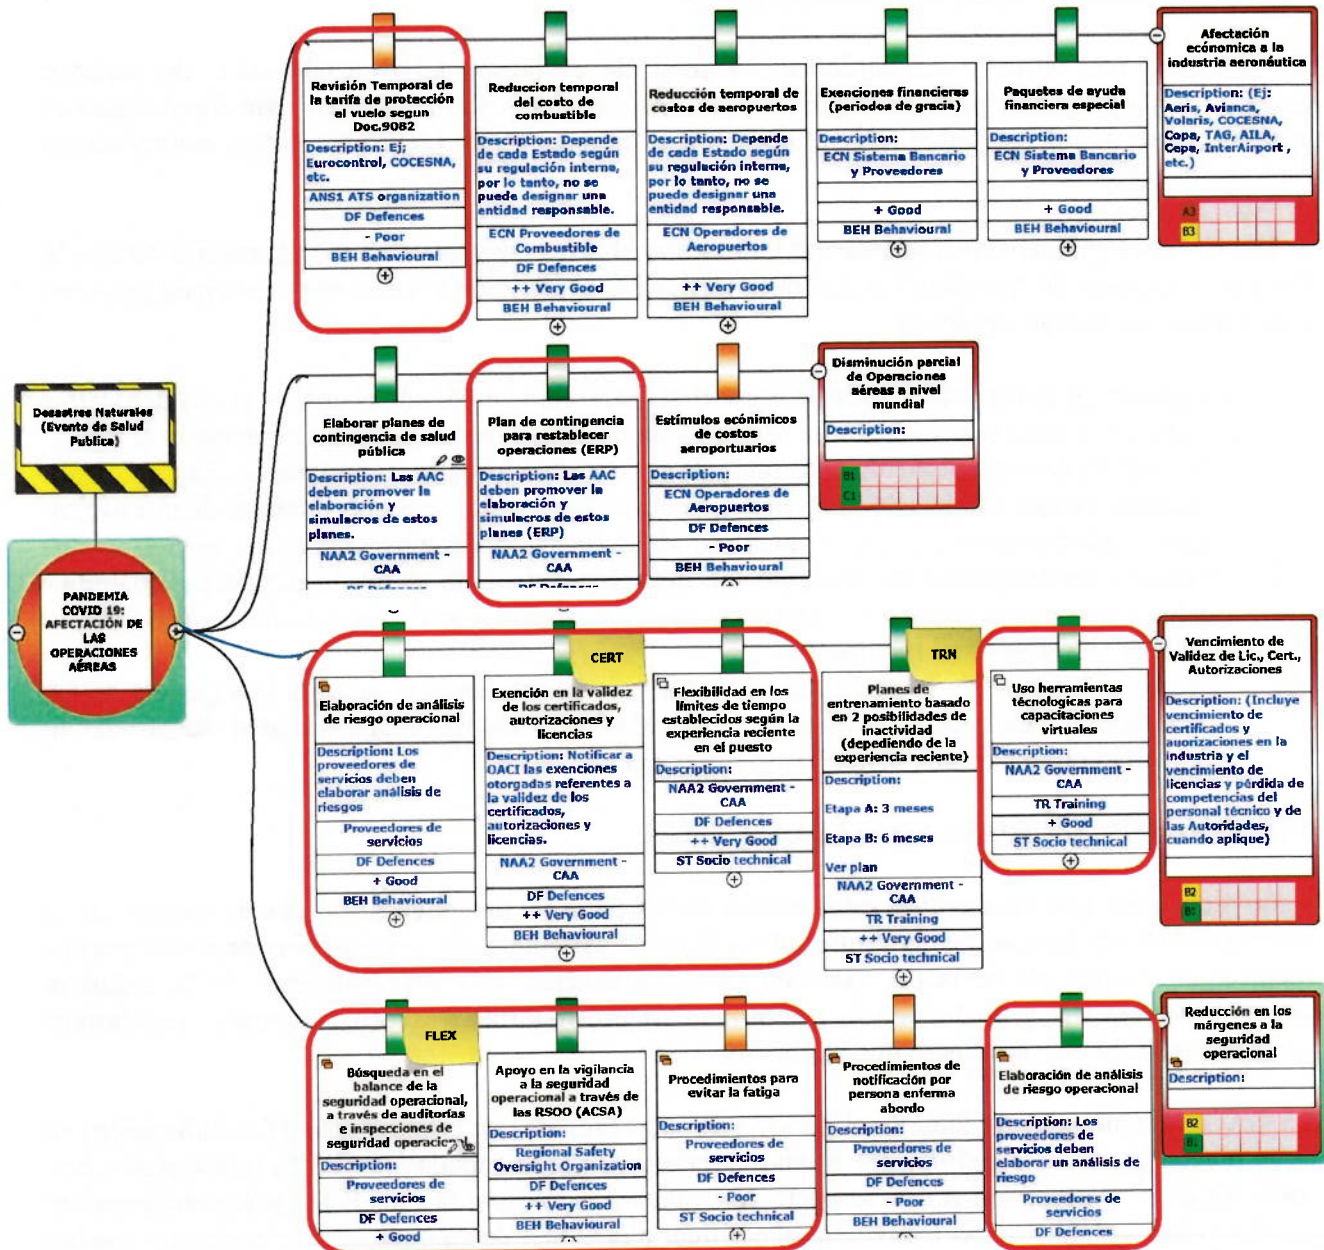 Desastres Naturales
(Evento de Salud
Publica)
PANDEMIA
COVID 19:
AFECTACIÓN DE
LAS
OPERACIONES
AÉREAS
Revisión Temporal de
la tarifa de protección
al vuelo segun
Doc.9082
Description: Ej;
Eurocontrol, COCESNA,
etc.
ANS1 ATS organization
DF Defences
- Poor
BEH Behavioural
Reduccion temporal
del costo de
combustible
Description: Depende
de cada Estado según
su regulación interna,
por lo tanto, no se
puede designar una
entidad responsable.
ECN Proveedores de
Combustible
DF Defences
++ Very Good
BEH Behavioural
Reducción temporal de
costos de aeropuertos
Description: Depende
de cada Estado según
su regulación interna,
por lo tanto, no se
puede designar una
entidad responsable.
ECN Operadores de
Aeropuertos
++ Very Good
BEH Behavioural
Exenciones financieras
(periodos de gracia)
Description:
ECN Sistema Bancario
y Proveedores
+ Good
BEH Behavioural
Paquetes de ayuda
financiera especial
Description:
ECN Sistema Bancario
y Proveedores
+ Good
BEH Behavioural
Afectación
económica a la
industria aeronáutica
Description: (Ej:
Aeris, Avianca,
Volaris, COCESNA,
Copa, TAG, AILA,
Cepa, InterAirport ,
etc.)
A3
B3
Elaborar planes de
contingencia de salud
pública
Description: Las AAC
deben promover la
elaboración y
simulacros de estos
planes.
NAA2 Government -
CAA
DF Defences
Plan de contingencia
para restablecer
operaciones (ERP)
Description: Las AAC
deben promover la
elaboración y
simulacros de estos
planes (ERP)
NAA2 Government -
CAA
DF Defences
Estímulos ecónimicos
de costos
aeroportuarios
Description:
ECN Operadores de
Aeropuertos
DF Defences
- Poor
BEH Behavioural
Disminución parcial
de Operaciones
aéreas a nivel
mundial
Description:
B1
C1
Elaboración de análisis
de riesgo operacional
Description: Los
proveedores de
servicios deben
elaborar análisis de
riesgos
Proveedores de
servicios
DF Defences
+ Good
BEH Behavioural
CERT
Exención en la validez
de los certificados,
autorizaciones y
licencias
Description: Notificar a
OACI las exenciones
otorgadas referentes a
la validez de los
certificados,
autorizaciones y
licencias.
NAA2 Government -
CAA
DF Defences
++ Very Good
BEH Behavioural
Flexibilidad en los
límites de tiempo
establecidos según la
experiencia reciente
en el puesto
Description:
NAA2 Government -
CAA
DF Defences
++ Very Good
ST Socio technical
TRN
Planes de
entrenamiento basado
en 2 posibilidades de
inactividad
(depediendo de la
experiencia reciente)
Description:
Etapa A: 3 meses
Etapa B: 6 meses
Ver plan
NAA2 Government -
CAA
TR Training
++ Very Good
ST Socio technical
Uso herramientas
técnologicas para
capacitaciones
virtuales
Description:
NAA2 Government -
CAA
TR Training
+ Good
ST Socio technical
Vencimiento de
Validez de Lic., Cert.,
Autorizaciones
Description: (Incluye
vencimiento de
certificados y
auorizaciones en la
industria y el
vencimiento de
licencias y pérdida de
competencias del
personal técnico y de
las Autoridades,
cuando aplique)
B2
B1
FLEX
Búsqueda en el
balance de la
seguridad operacional,
a través de auditorías
e inspecciones de
seguridad
Description:
Proveedores de
servicios
DF Defences
+ Good
Apoyo en la vigilancia
a la seguridad
operacional a través de
las RSOO (ACSA)
Description:
Regional Safety
Oversight Organization
DF Defences
++ Very Good
BEH Behavioural
Procedimientos para
evitar la fatiga
Description:
Proveedores de
servicios
DF Defences
- Poor
ST Socio technical
Procedimientos de
notificación por
persona enferma
abordo
Description:
Proveedores de
servicios
DF Defences
- Poor
BEH Behavioural
Elaboración de análisis
de riesgo operacional
Description: Los
proveedores de
servicios deben
elaborar un análisis de
riesgo
Proveedores de
servicios
DF Defences
Reducción en los
márgenes a la
seguridad
operacional
Description:
B2
B1